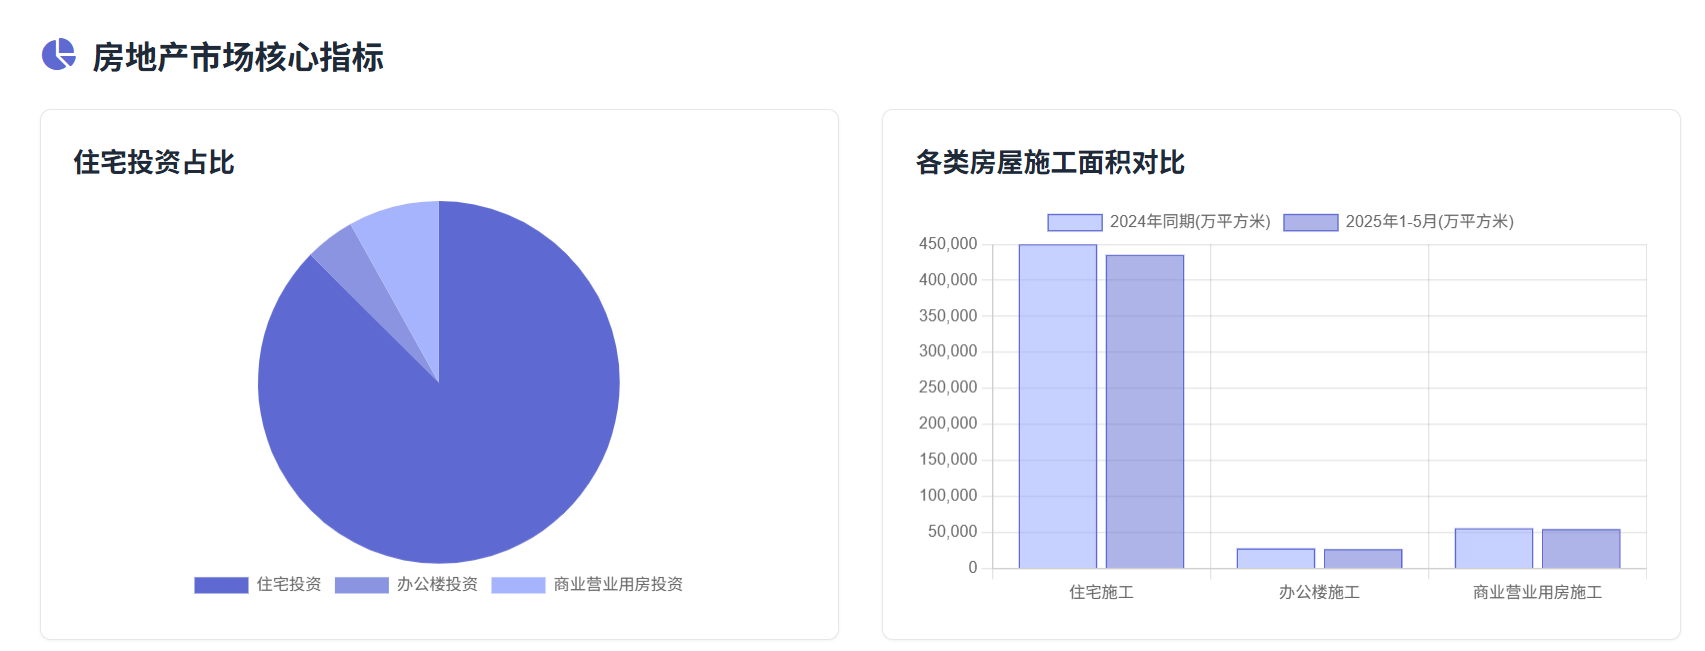 房地产市场核心指标
住宅投资占比
住宅投资 办公楼投资 商业营业用房投资
各类房屋施工面积对比
2024年同期(万平方米) 2025年1-5月(万平方米)
450,000
400,000
350,000
300,000
250,000
200,000
150,000
100,000
50,000
0
住宅施工 办公楼施工 商业营业用房施工